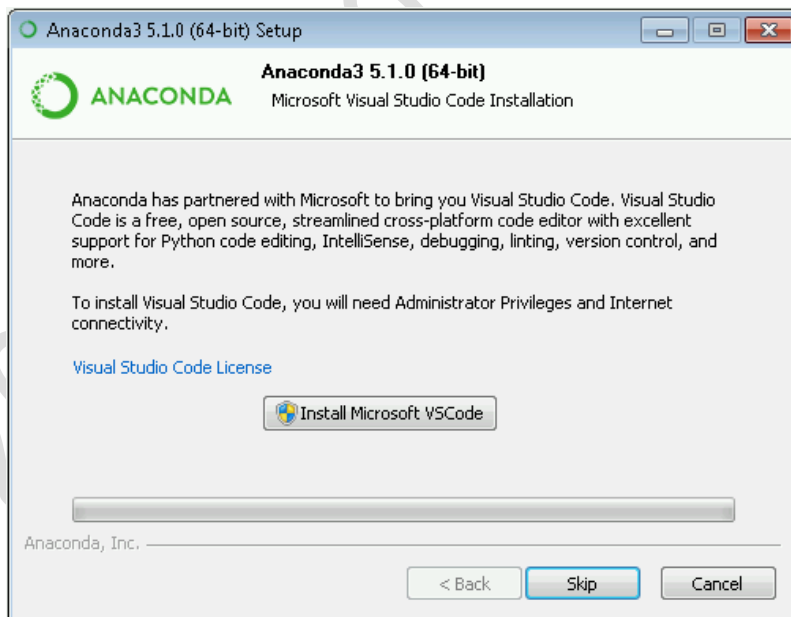 Anaconda3 5.1.0 (64-bit) Setup
ANACONDA
Anaconda3 5.1.0 (64-bit)
Microsoft Visual Studio Code Installation
Anaconda has partnered with Microsoft to bring you Visual Studio Code. Visual Studio
Code is a free, open source, streamlined cross-platform code editor with excellent
support for Python code editing, IntelliSense, debugging, linting, version control, and
more.
To install Visual Studio Code, you will need Administrator Privileges and Internet
connectivity.
Visual Studio Code License
Install Microsoft VSCode
Anaconda, Inc.
< Back
Skip
Cancel